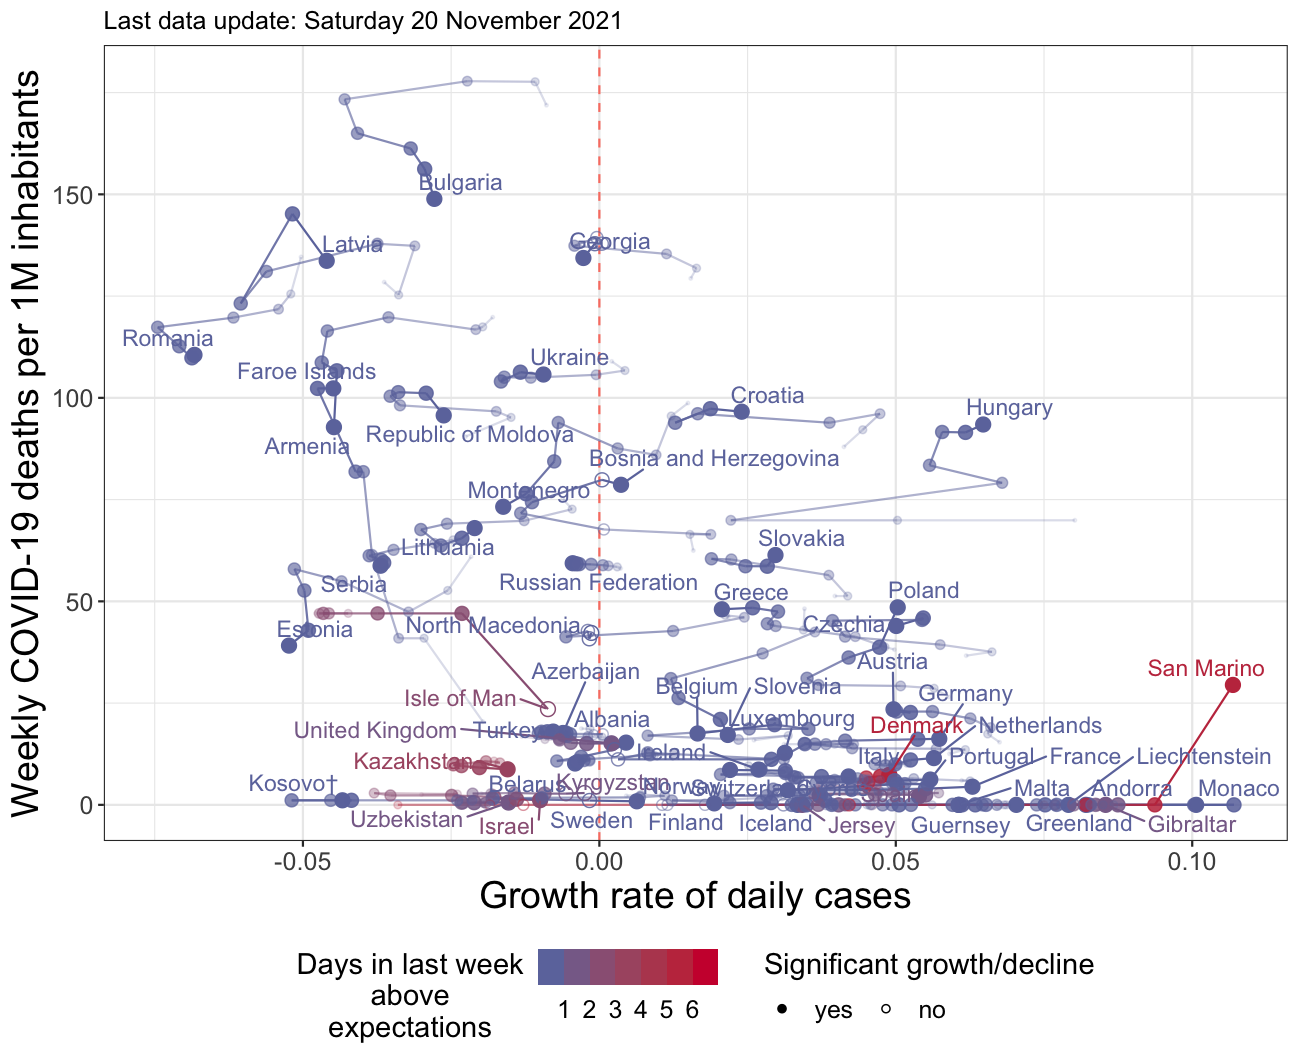 Last data update: Saturday 20 November 2021
Weekly COVID-19 deaths per 1M inhabitants
150
100
50
0
Bulgaria
Latvia
Georgia
Romania
Ukraine
Faroe Islands
Croatia
Hungary
Republic of Moldova
Armenia
Bosnia and Herzegovina
Montenegro
Slovakia
Lithuania
Russian Federation
Serbia
Greece
Poland
Estonia
North Macedonia
Czechia
Azerbaijan
Austria
San Marino
Isle of Man
Belgium
Slovenia
Germany
United Kingdom
Turkey
Albania
Luxembourg
Denmark
Netherlands
Kazakhstan
Ireland
Italy
Portugal
France
Liechtenstein
Kosovo†
Belarus
Kyrgyzstan
Norway
Switzerland
Malta
Andorra
Monaco
Uzbekistan
Israel
Sweden
Finland
Iceland
Jersey
Guernsey
Greenland
Gibraltar
-0.05
0.00
0.05
0.10
Growth rate of daily cases
Days in last week
above
expectations
1 2 3 4 5 6
Significant growth/decline
yes
no